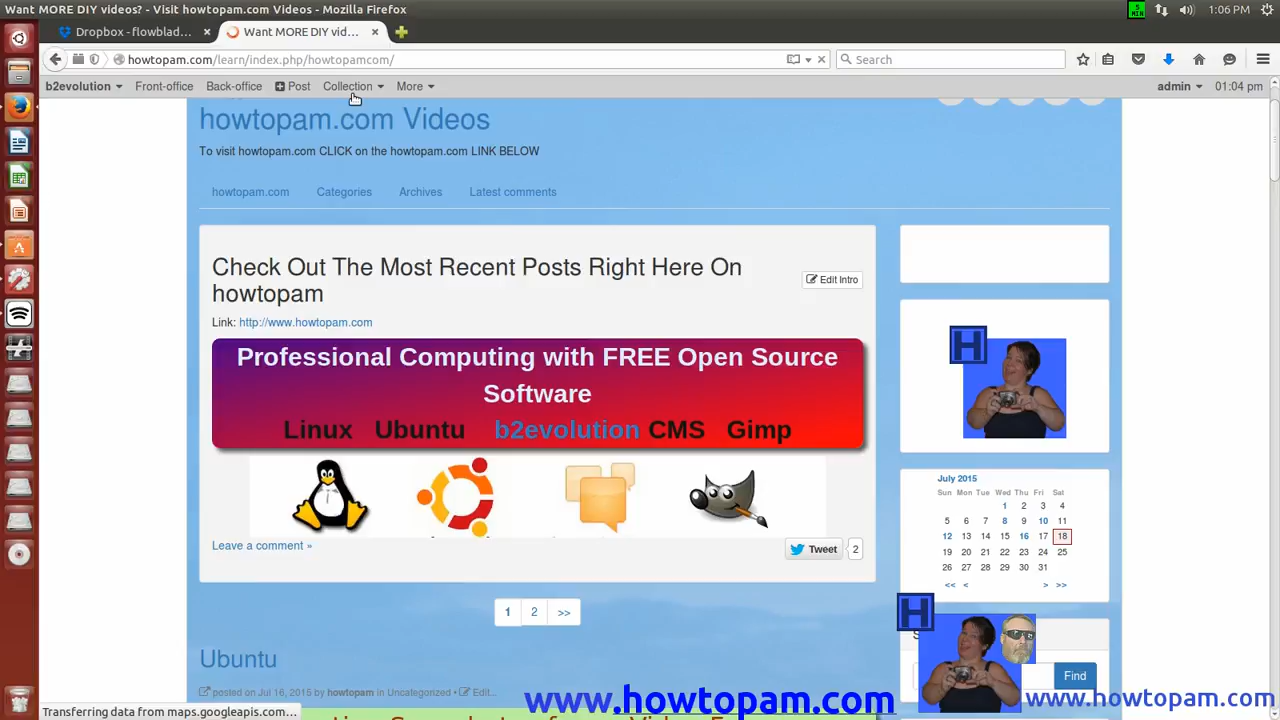 Want MORE DIY videos? - Visit howtopam.com Videos - Mozilla Firefox
5 MIN
1:06 PM
Dropbox - flowblad...
Want MORE DIY vid...
howtopam.com/learn/index.php/howtopamcom/
Search
b2evolution
Front-office
Back-office
Post
Collection
More
admin
01:04 pm
howtopam.com Videos
To visit howtopam.com CLICK on the howtopam.com LINK BELOW
howtopam.com
Categories
Archives
Latest comments
Check Out The Most Recent Posts Right Here On
howtopam
Edit Intro
Link: http://www.howtopam.com
Professional Computing with FREE Open Source
Software
Linux Ubuntu b2evolution CMS Gimp
Leave a comment »
Tweet
2
H
July 2015
Sun Mon Tue Wed Thu Fri Sat
1 2 3 4
5 6 7 8 9 10 11
12 13 14 15 16 17 18
19 20 21 22 23 24 25
26 27 28 29 30 31
<< < > >>
1 2 >>
H
Find
Ubuntu
posted on Jul 16, 2015 by howtopam in Uncategorized • Edit...
www.howtopam.com
www.howtopam.com
Transferring data from maps.googleapis.com...